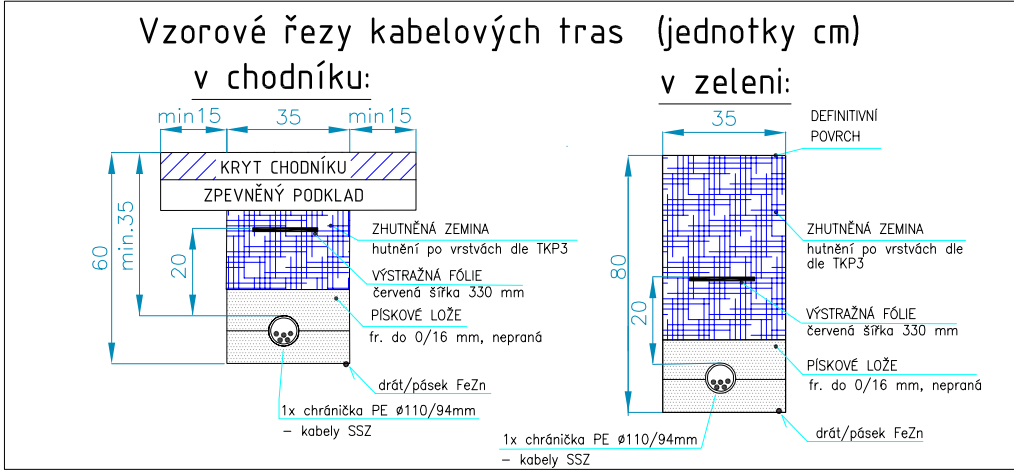 Vzorové řezy kabelových tras (jednotky cm)
v chodníku:
min15
35
min15
KRYT CHODNÍKU
ZPEVNĚNÝ PODKLAD
60
min.35
20
ZHUTNĚNÁ ZEMINA
hutnění po vrstvách dle TKP3
VÝSTRAŽNÁ FÓLIE
červená šířka 330 mm
PÍSKOVÉ LOŽE
fr. do 0/16 mm, nepraná
drát/pásek FeZn
1x chránička PE ø110/94mm
– kabely SSZ
v zeleni:
35
DEFINITIVNÍ
POVRCH
80
20
ZHUTNĚNÁ ZEMINA
hutnění po vrstvách dle
dle TKP3
VÝSTRAŽNÁ FÓLIE
červená šířka 330 mm
PÍSKOVÉ LOŽE
fr. do 0/16 mm, nepraná
drát/pásek FeZn
1x chránička PE ø110/94mm
– kabely SSZ